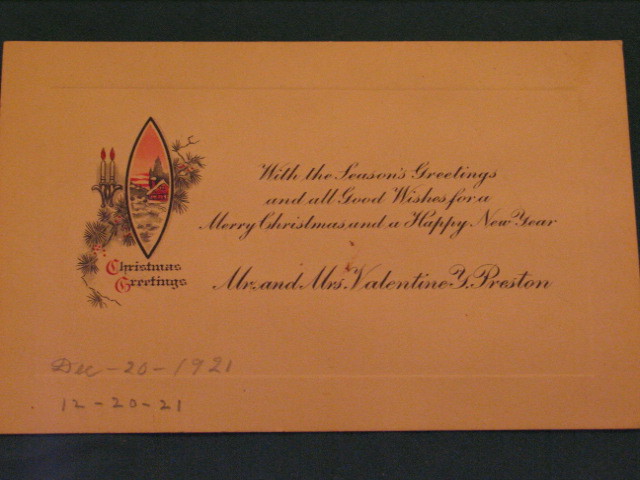 With the Season's Greetings
and all Good Wishes for a
Merry Christmas and a Happy New Year
Christmas
Greetings
Mr. and Mrs. Valentine Y. Preston
Dec - 20 - 1921
12 - 20 - 21